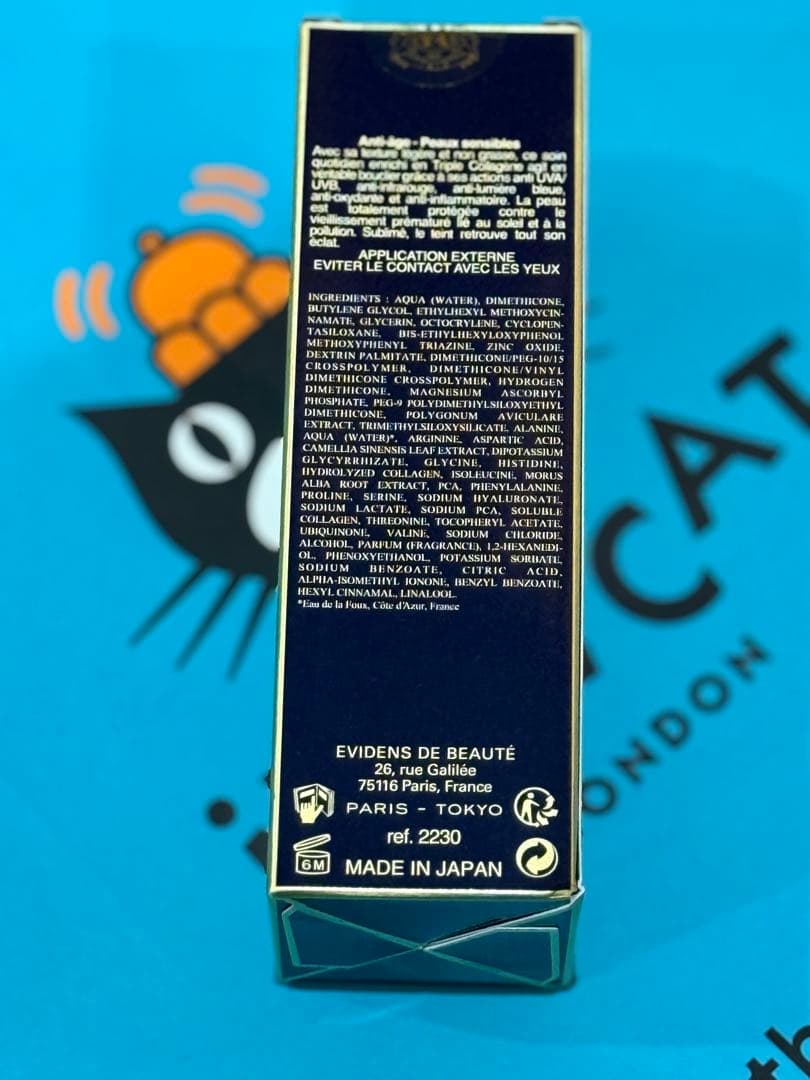 Anti-âge - Peaux sensibles
Avec sa texture légère et non grasse, ce soin
quotidien enrichi en Triple Collagène agit en
véritable bouclier grâce à ses actions anti UVA/
UVB, anti-infrarouge, anti-lumière bleue,
anti-oxydante et anti-inflammatoire. La peau
est totalement protégée contre le
vieillissement prématuré lié au soleil et à la
pollution. Sublimé, le teint retrouve tout son
éclat.
APPLICATION EXTERNE
EVITER LE CONTACT AVEC LES YEUX
INGREDIENTS : AQUA (WATER), DIMETHICONE,
BUTYLENE GLYCOL, ETHYLHEXYL METHOXYCIN-
NAMATE, GLYCERIN, OCTOCRYLENE, CYCLOPEN-
TASILOXANE, BIS-ETHYLHEXYLOXYPHENOL
METHOXYPHENYL TRIAZINE, ZINC OXIDE,
DEXTRIN PALMITATE, DIMETHICONE/PEG-10/15
CROSSPOLYMER, DIMETHICONE/VINYL
DIMETHICONE CROSSPOLYMER, HYDROGEN
DIMETHICONE, MAGNESIUM ASCORBYL
PHOSPHATE, PEG-9 POLYDIMETHYLSILOXYETHYL
DIMETHICONE, POLYGONUM AVICULARE
EXTRACT, TRIMETHYLSILOXYSILICATE, ALANINE,
AQUA (WATER)*, ARGININE, ASPARTIC ACID,
CAMELLIA SINENSIS LEAF EXTRACT, DIPOTASSIUM
GLYCYRRHIZATE, GLYCINE, HISTIDINE,
HYDROLYZED COLLAGEN, ISOLEUCINE, MORUS
ALBA ROOT EXTRACT, PCA, PHENYLALANINE,
PROLINE, SERINE, SODIUM HYALURONATE,
SODIUM LACTATE, SODIUM PCA, SOLUBLE
COLLAGEN, THREONINE, TOCOPHERYL ACETATE,
UBIQUINONE, VALINE, SODIUM CHLORIDE,
ALCOHOL, PARFUM (FRAGRANCE), 1,2-HEXANEDI-
OL, PHENOXYETHANOL, POTASSIUM SORBATE,
SODIUM BENZOATE, CITRIC ACID,
ALPHA-ISOMETHYL IONONE, BENZYL BENZOATE,
HEXYL CINNAMAL, LINALOOL.
*Eau de la Foux, Côte d'Azur, France
EVIDENS DE BEAUTÉ
26, rue Galilée
75116 Paris, France
PARIS - TOKYO
ref. 2230
6M
MADE IN JAPAN
CAT
ONDON